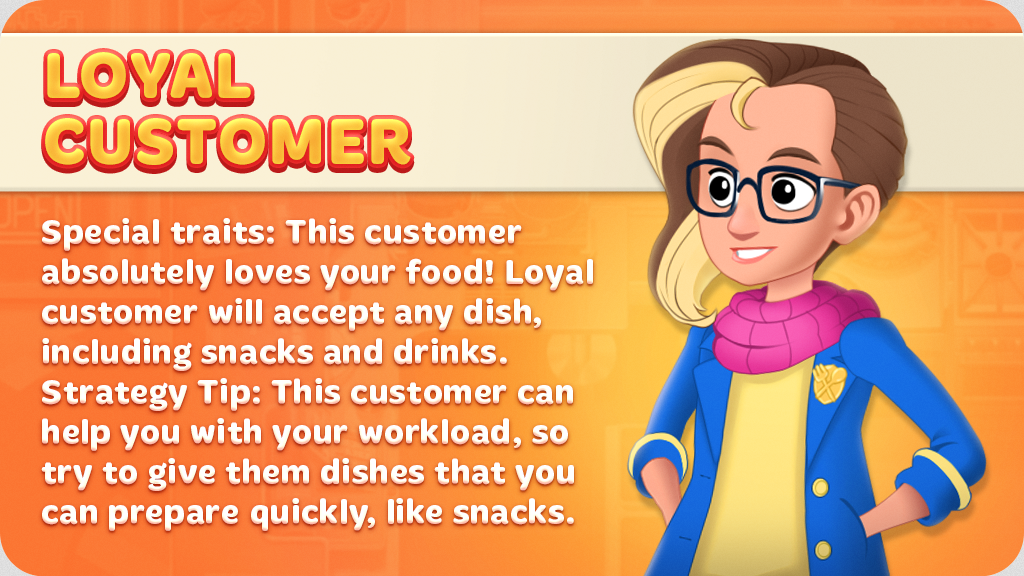 LOYAL
CUSTOMER
Special traits: This customer
absolutely loves your food! Loyal
customer will accept any dish,
including snacks and drinks.
Strategy Tip: This customer can
help you with your workload, so
try to give them dishes that you
can prepare quickly, like snacks.
OPEN